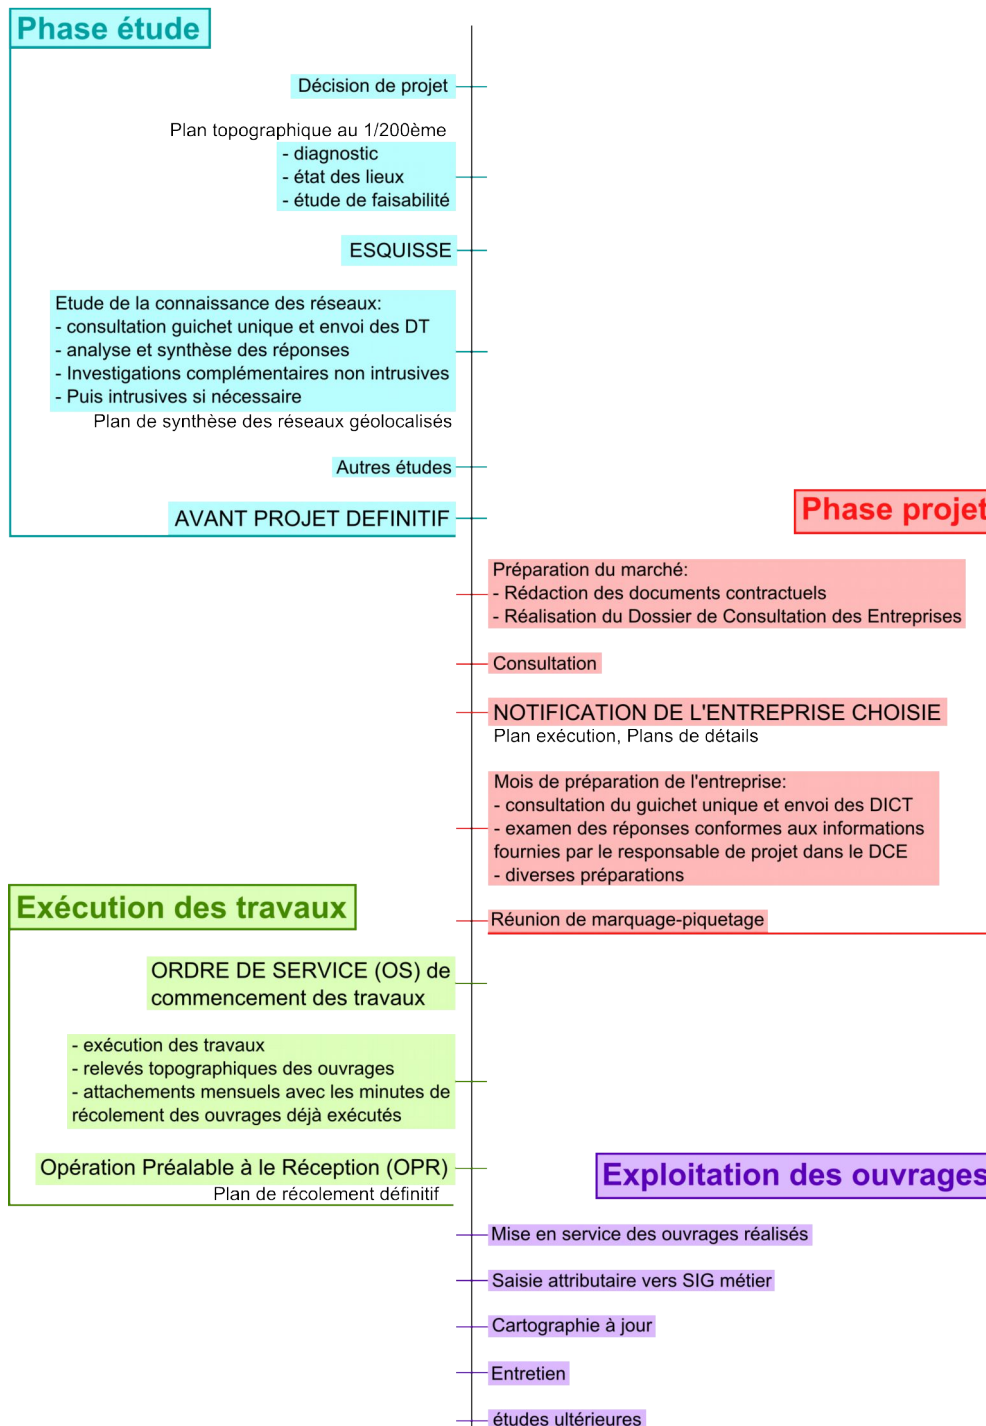 Phase étude
Décision de projet
Plan topographique au 1/200ème
- diagnostic
- état des lieux
- étude de faisabilité
ESQUISSE
Etude de la connaissance des réseaux:
- consultation guichet unique et envoi des DT
- analyse et synthèse des réponses
- Investigations complémentaires non intrusives
- Puis intrusives si nécessaire
Plan de synthèse des réseaux géolocalisés
Autres études
AVANT PROJET DEFINITIF
Phase projet
Préparation du marché:
- Rédaction des documents contractuels
- Réalisation du Dossier de Consultation des Entreprises
Consultation
NOTIFICATION DE L'ENTREPRISE CHOISIE
Plan exécution, Plans de détails
Mois de préparation de l'entreprise:
- consultation du guichet unique et envoi des DICT
- examen des réponses conformes aux informations
fournies par le responsable de projet dans le DCE
- diverses préparations
Réunion de marquage-piquetage
Exécution des travaux
ORDRE DE SERVICE (OS) de
commencement des travaux
- exécution des travaux
- relevés topographiques des ouvrages
- attachements mensuels avec les minutes de
récolement des ouvrages déjà exécutés
Opération Préalable à le Réception (OPR)
Plan de récolement définitif
Exploitation des ouvrages
Mise en service des ouvrages réalisés
Saisie attributaire vers SIG métier
Cartographie à jour
Entretien
études ultérieures